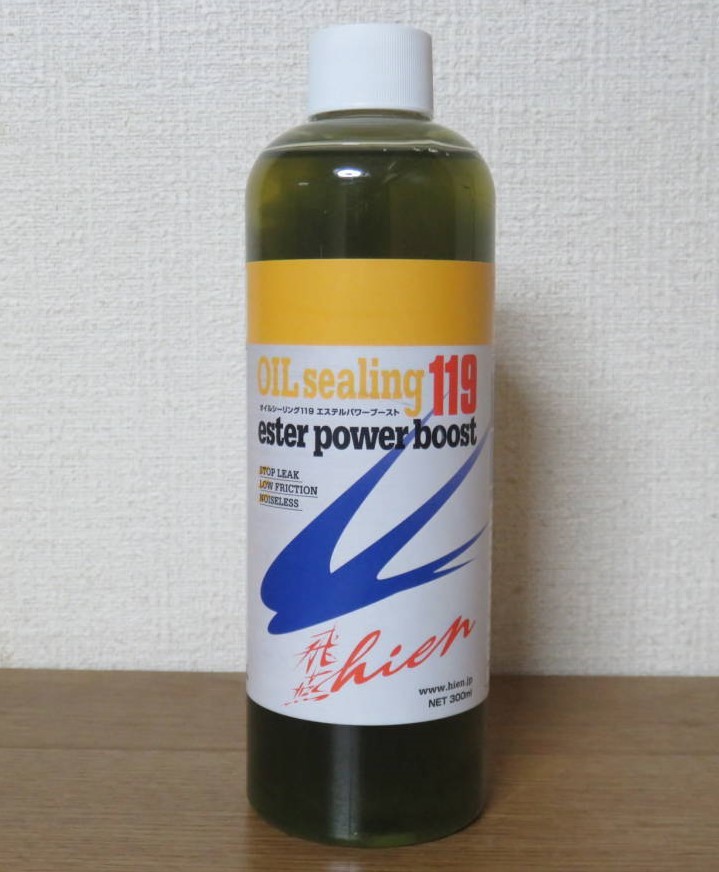 OIL sealing 119
オイルシーリング119 エステルパワーブースト
ester power boost
STOP LEAK
LOW FRICTION
NOISELESS
飛燕 hien
www.hien.jp
NET 300ml